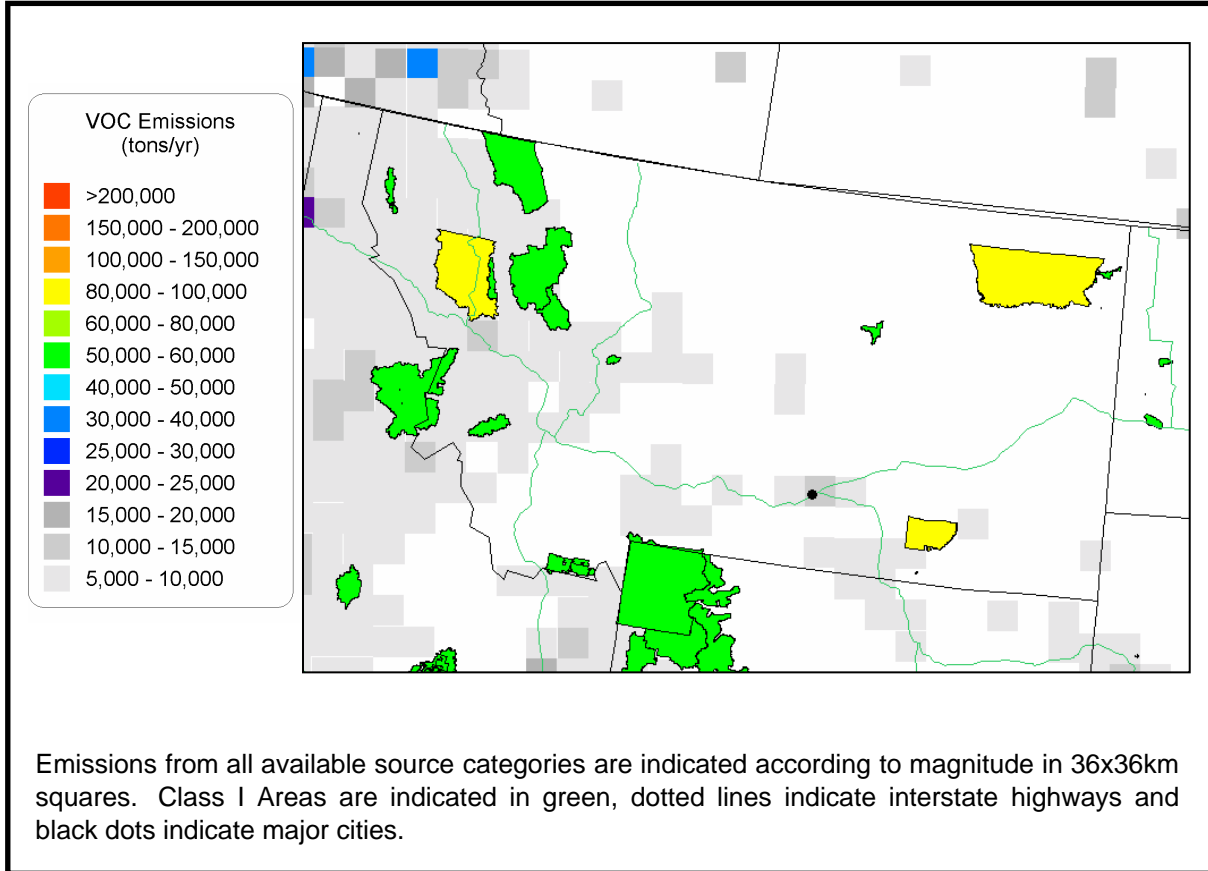 VOC Emissions
(tons/yr)
>200,000
150,000 - 200,000
100,000 - 150,000
80,000 - 100,000
60,000 - 80,000
50,000 - 60,000
40,000 - 50,000
30,000 - 40,000
25,000 - 30,000
20,000 - 25,000
15,000 - 20,000
10,000 - 15,000
5,000 - 10,000
Emissions from all available source categories are indicated according to magnitude in 36x36km
squares. Class I Areas are indicated in green, dotted lines indicate interstate highways and
black dots indicate major cities.